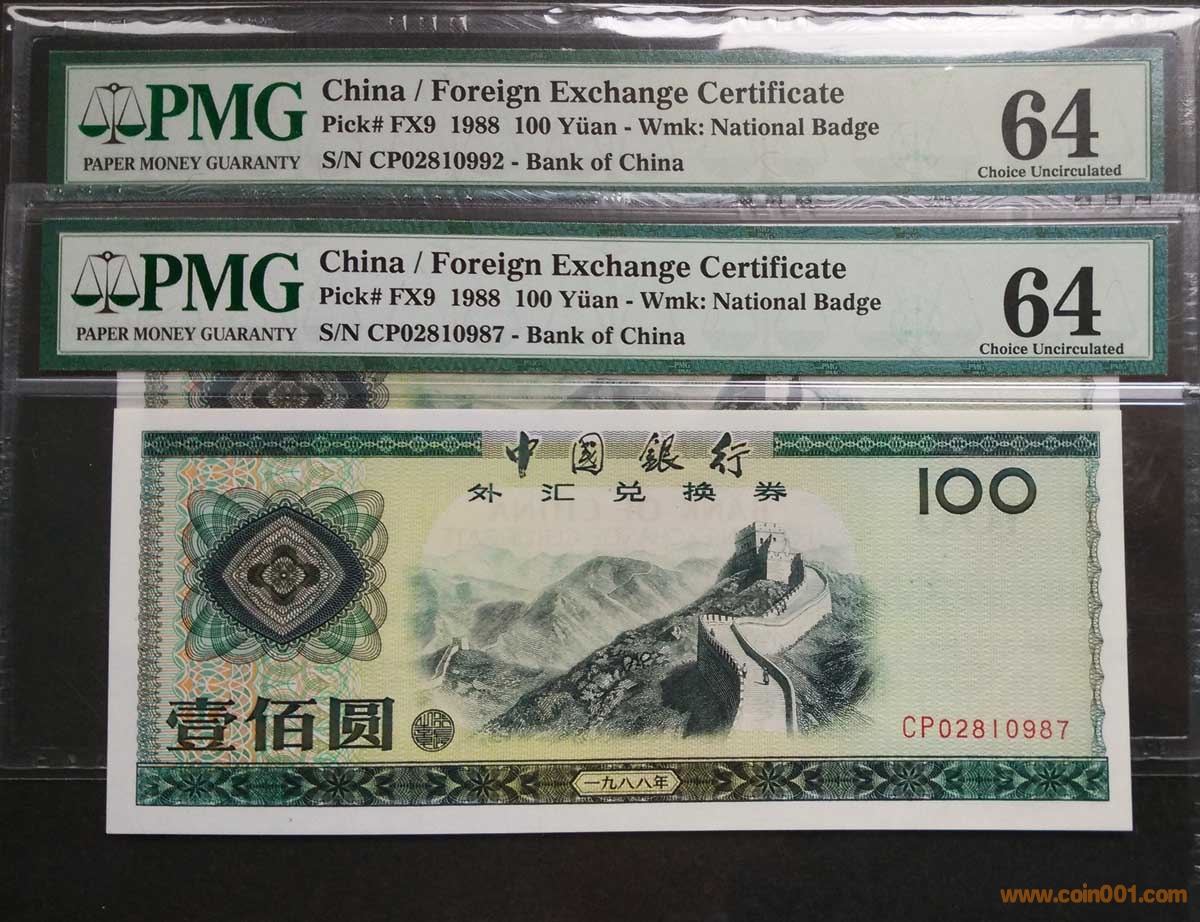 PMG
PAPER MONEY GUARANTY
China / Foreign Exchange Certificate
Pick# FX9 1988 100 Yüan - Wmk: National Badge
S/N CP02810992 - Bank of China
64
Choice Uncirculated
PMG
PAPER MONEY GUARANTY
China / Foreign Exchange Certificate
Pick# FX9 1988 100 Yüan - Wmk: National Badge
S/N CP02810987 - Bank of China
64
Choice Uncirculated
中國銀行
外汇兑换券
100
壹佰圆
CP02810987
一九八八年
www.coin001.com